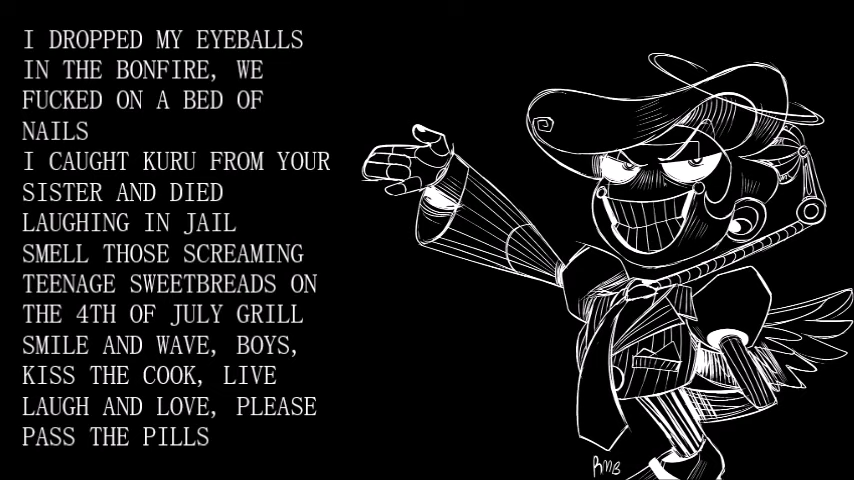 I DROPPED MY EYEBALLS
IN THE BONFIRE, WE
FUCKED ON A BED OF
NAILS
I CAUGHT KURU FROM YOUR
SISTER AND DIED
LAUGHING IN JAIL
SMELL THOSE SCREAMING
TEENAGE SWEETBREADS ON
THE 4TH OF JULY GRILL
SMILE AND WAVE, BOYS,
KISS THE COOK, LIVE
LAUGH AND LOVE, PLEASE
PASS THE PILLS
RMB